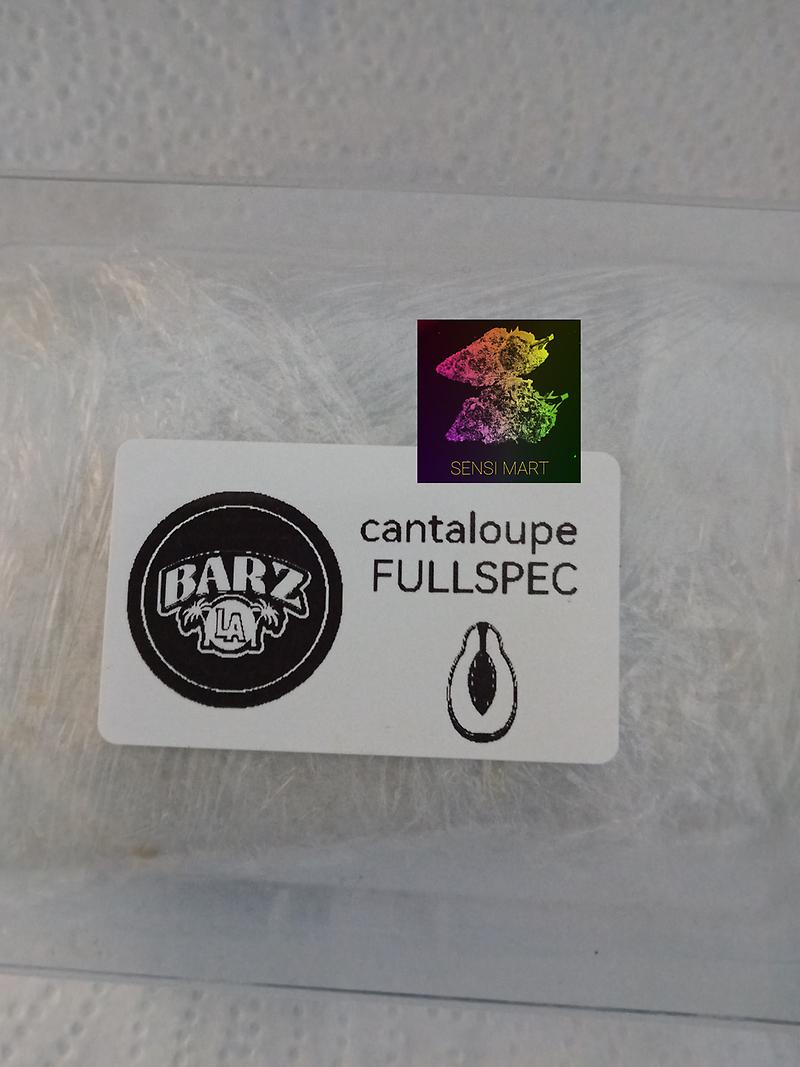 SENSI MART
cantaloupe
FULLSPEC
BARZ
LA